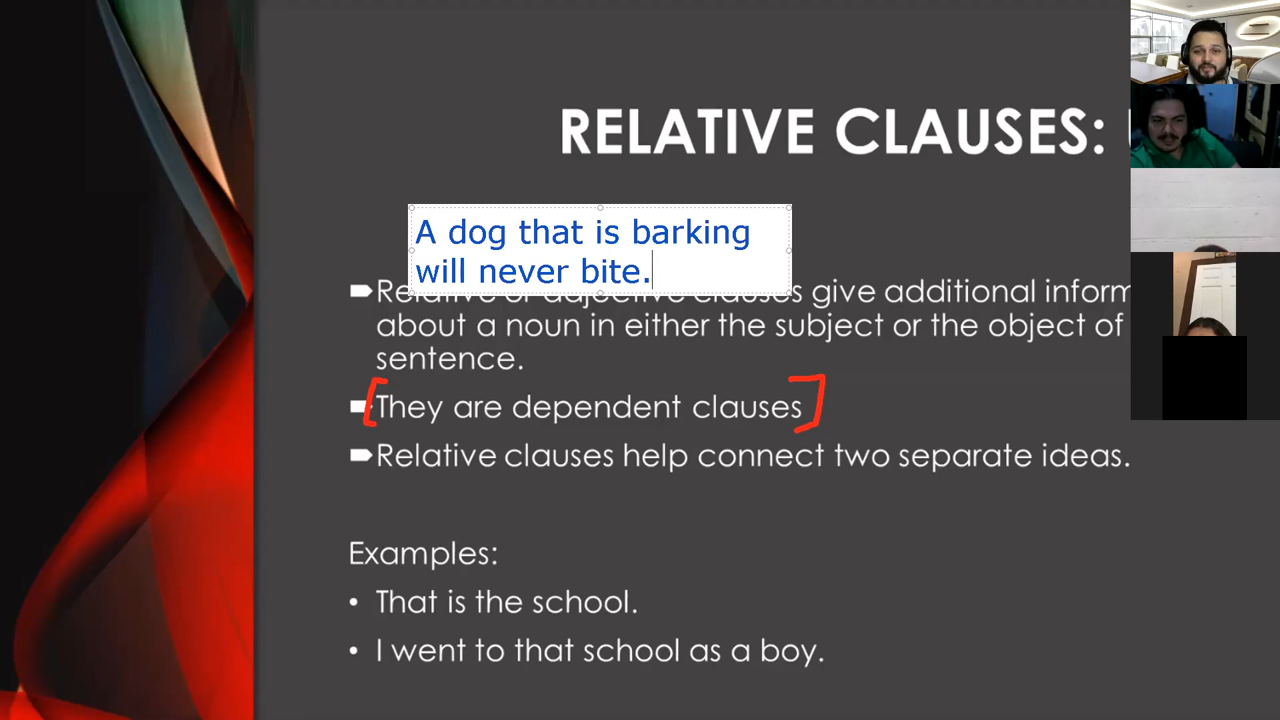 RELATIVE CLAUSES:
A dog that is barking
will never bite.
Relative or adjective clauses give additional
about a noun in either the subject or the object of
sentence.
They are dependent clauses
Relative clauses help connect two separate ideas.
Examples:
• That is the school.
• I went to that school as a boy.